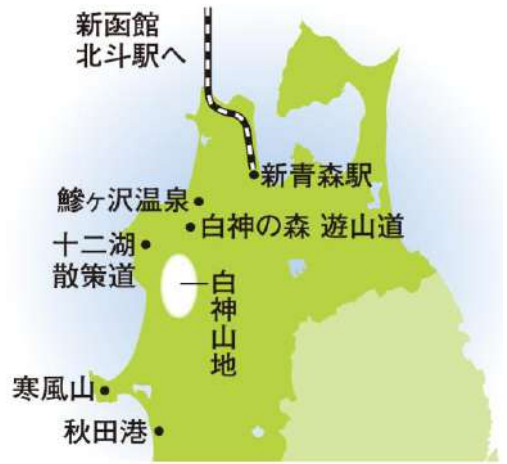 新函館
北斗駅へ
新青森駅
鰺ヶ沢温泉
白神の森 遊山道
十二湖
散策道
白神山地
寒風山
秋田港